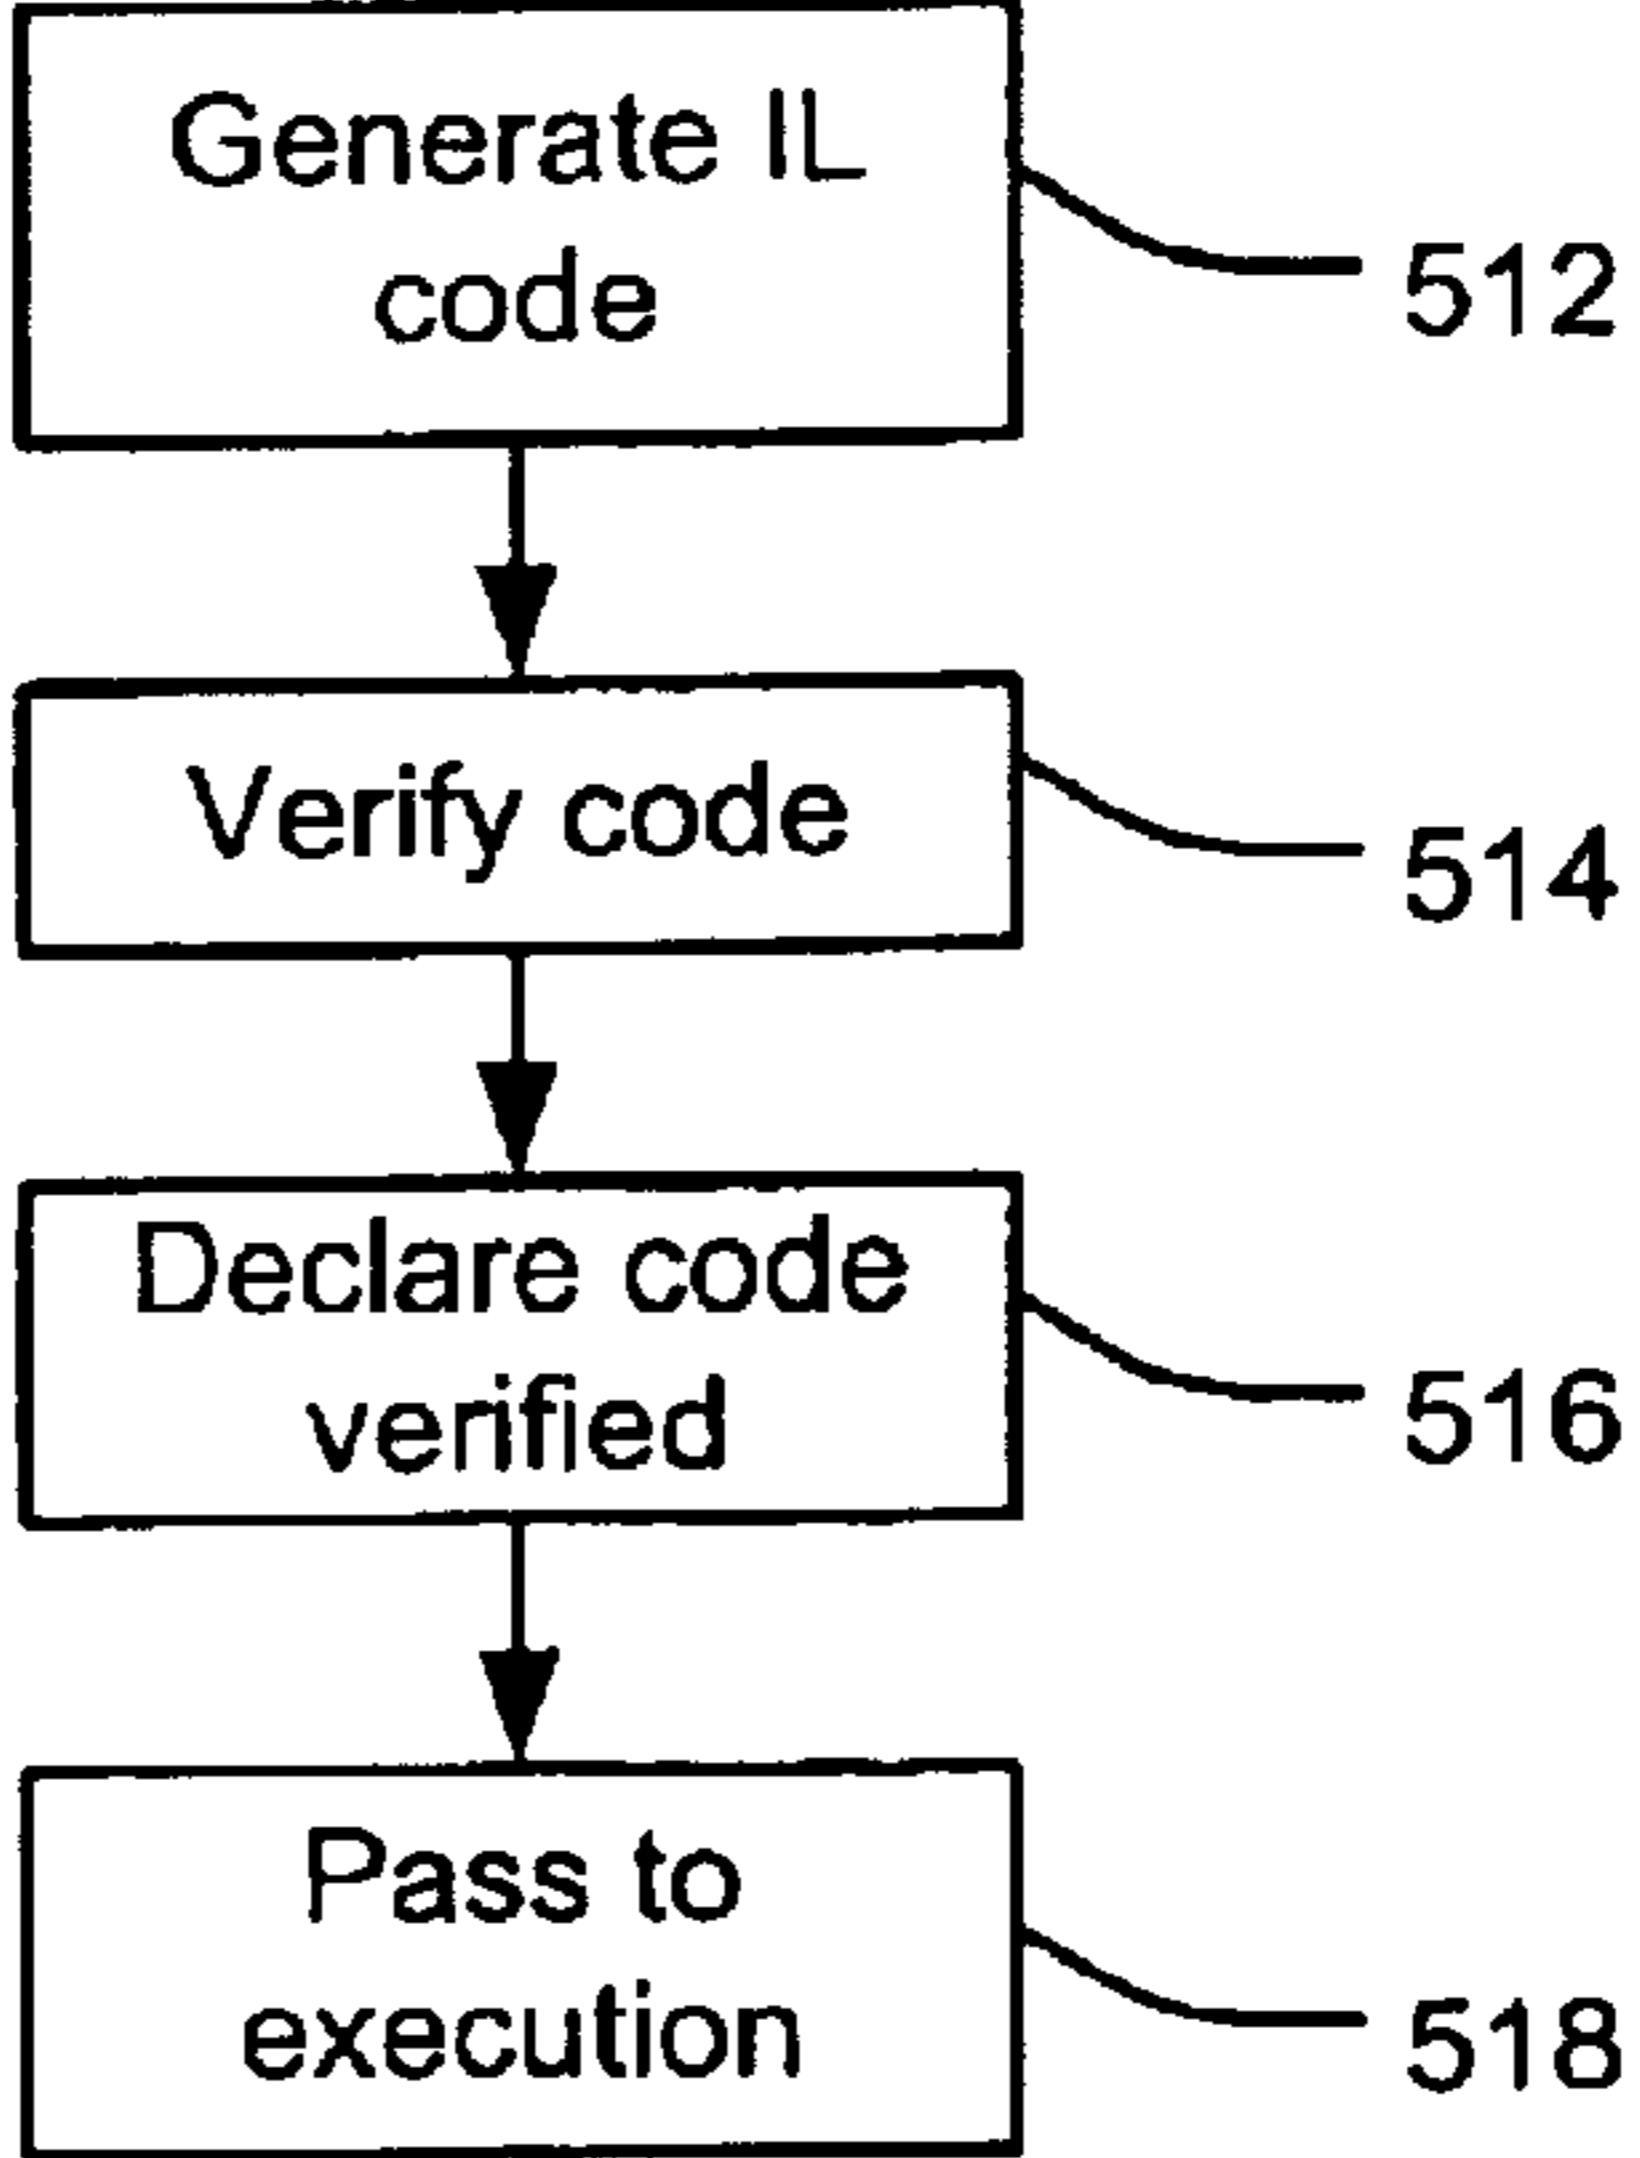 Generate IL
code
512
Verify code
514
Declare code
verified
516
Pass to
execution
518